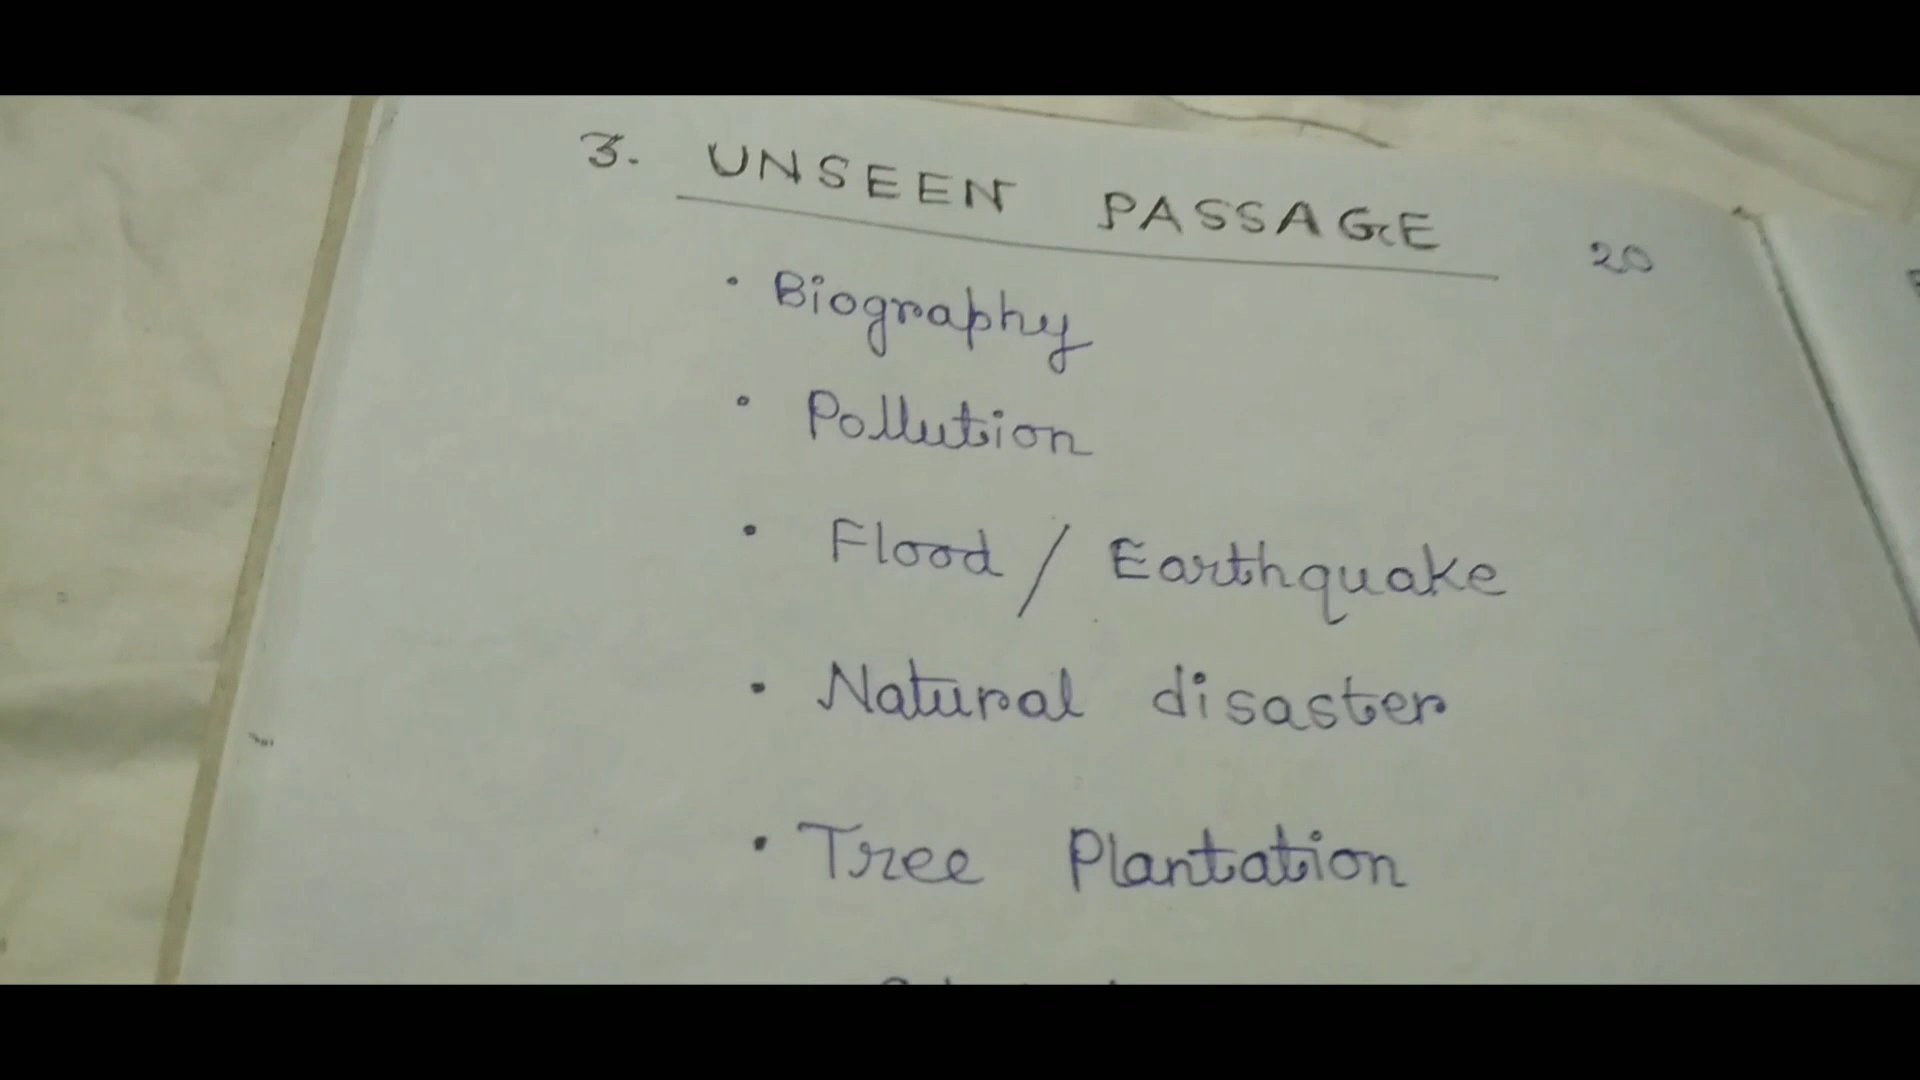 3. UNSEEN PASSAGE 20
• Biography
• Pollution
• Flood / Earthquake
• Natural disaster
• Tree Plantation